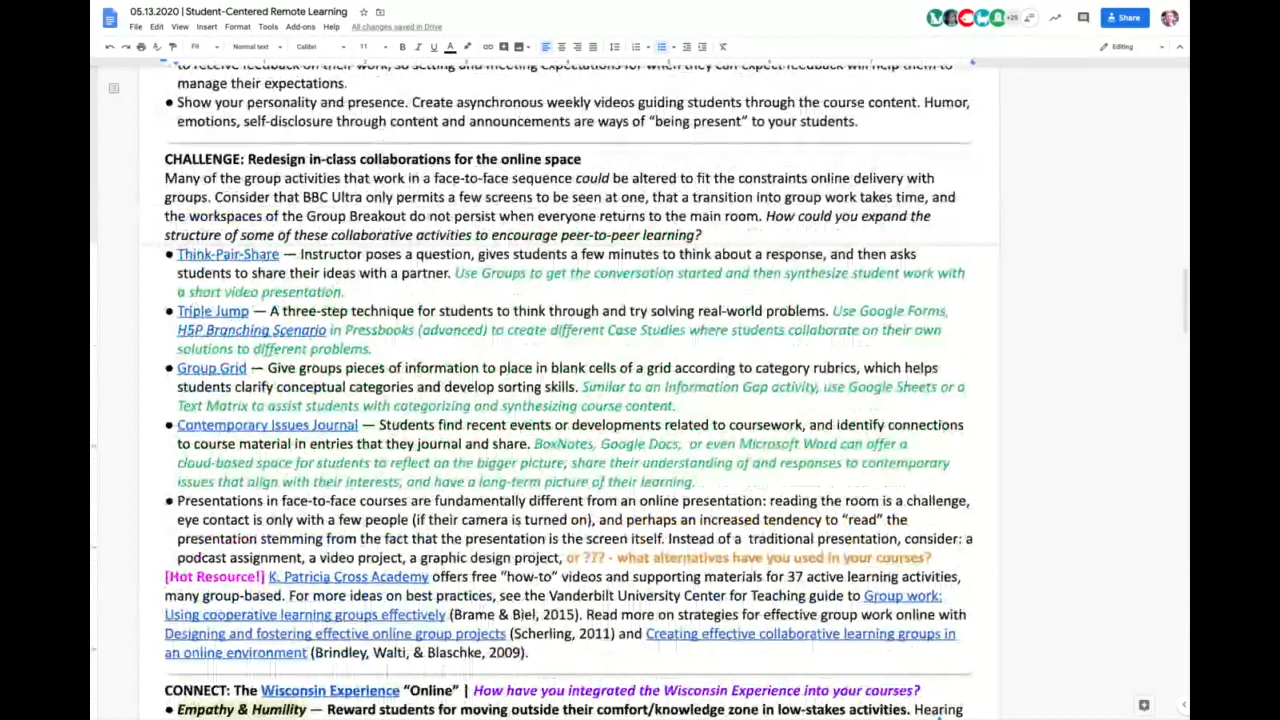 05.13.2020 | Student-Centered Remote Learning
File Edit View Insert Format Tools Add-ons Help All changes saved in Drive
+29
Share
Fit Normal text Calibri 11 B I U A Editing
to receive feedback on their work, so setting and meeting expectations for when they can expect feedback will help them to
manage their expectations.
● Show your personality and presence. Create asynchronous weekly videos guiding students through the course content. Humor,
emotions, self-disclosure through content and announcements are ways of “being present” to your students.
CHALLENGE: Redesign in-class collaborations for the online space
Many of the group activities that work in a face-to-face sequence could be altered to fit the constraints online delivery with
groups. Consider that BBC Ultra only permits a few screens to be seen at one, that a transition into group work takes time, and
the workspaces of the Group Breakout do not persist when everyone returns to the main room. How could you expand the
structure of some of these collaborative activities to encourage peer-to-peer learning?
● Think-Pair-Share — Instructor poses a question, gives students a few minutes to think about a response, and then asks
students to share their ideas with a partner. Use Groups to get the conversation started and then synthesize student work with
a short video presentation.
● Triple Jump — A three-step technique for students to think through and try solving real-world problems. Use Google Forms,
H5P Branching Scenario in Pressbooks (advanced) to create different Case Studies where students collaborate on their own
solutions to different problems.
● Group Grid — Give groups pieces of information to place in blank cells of a grid according to category rubrics, which helps
students clarify conceptual categories and develop sorting skills. Similar to an Information Gap activity, use Google Sheets or a
Text Matrix to assist students with categorizing and synthesizing course content.
● Contemporary Issues Journal — Students find recent events or developments related to coursework, and identify connections
to course material in entries that they journal and share. BoxNotes, Google Docs, or even Microsoft Word can offer a
cloud-based space for students to reflect on the bigger picture, share their understanding of and responses to contemporary
issues that align with their interests, and have a long-term picture of their learning.
● Presentations in face-to-face courses are fundamentally different from an online presentation: reading the room is a challenge,
eye contact is only with a few people (if their camera is turned on), and perhaps an increased tendency to “read” the
presentation stemming from the fact that the presentation is the screen itself. Instead of a traditional presentation, consider: a
podcast assignment, a video project, a graphic design project, or ??? - what alternatives have you used in your courses?
[Hot Resource!] K. Patricia Cross Academy offers free “how-to” videos and supporting materials for 37 active learning activities,
many group-based. For more ideas on best practices, see the Vanderbilt University Center for Teaching guide to Group work:
Using cooperative learning groups effectively (Brame & Biel, 2015). Read more on strategies for effective group work online with
Designing and fostering effective online group projects (Scherling, 2011) and Creating effective collaborative learning groups in
an online environment (Brindley, Walti, & Blaschke, 2009).
CONNECT: The Wisconsin Experience “Online” | How have you integrated the Wisconsin Experience into your courses?
● Empathy & Humility — Reward students for moving outside their comfort/knowledge zone in low-stakes activities. Hearing